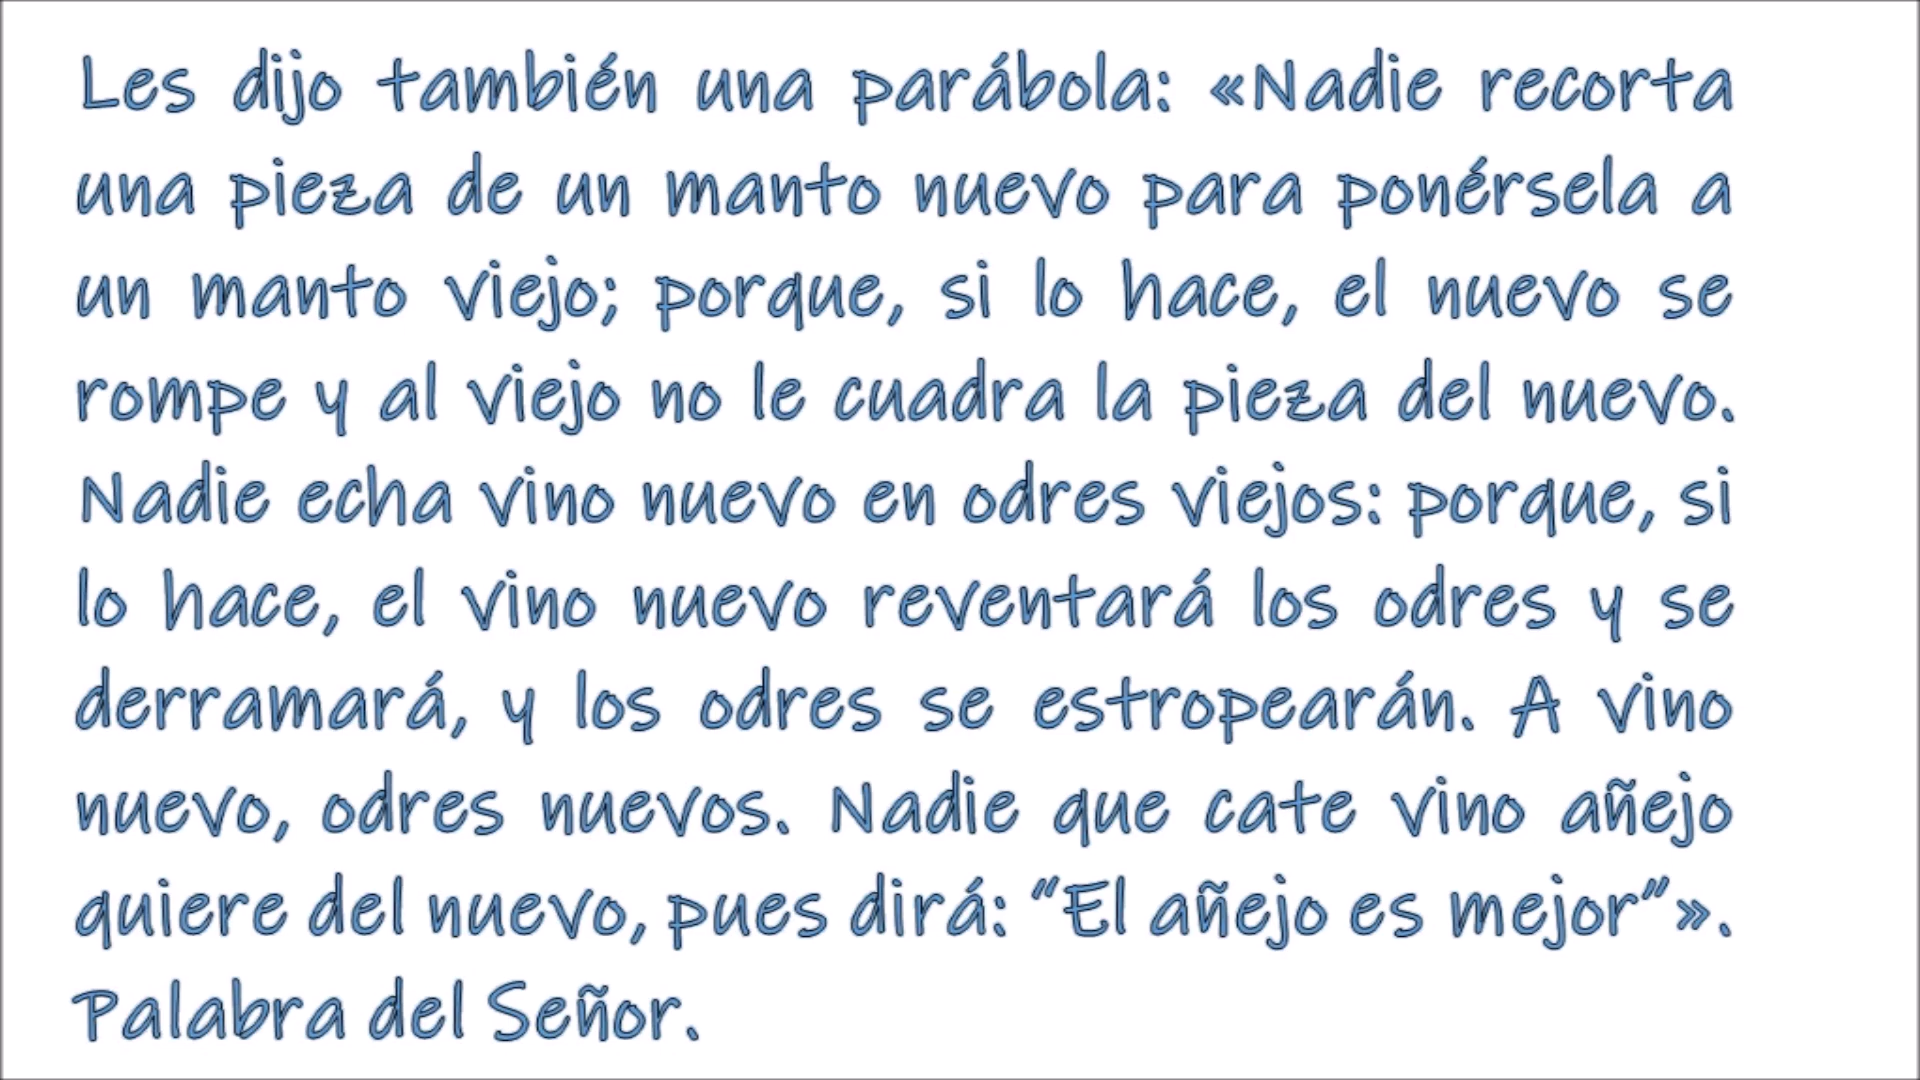 Les dijo también una parábola: «Nadie recorta
una pieza de un manto nuevo para ponérsela a
un manto viejo; porque, si lo hace, el nuevo se
rompe y al viejo no le cuadra la pieza del nuevo.
Nadie echa vino nuevo en odres viejos: porque, si
lo hace, el vino nuevo reventará los odres y se
derramará, y los odres se estropearán. A vino
nuevo, odres nuevos. Nadie que cate vino añejo
quiere del nuevo, pues dirá: “El añejo es mejor”».
Palabra del Señor.